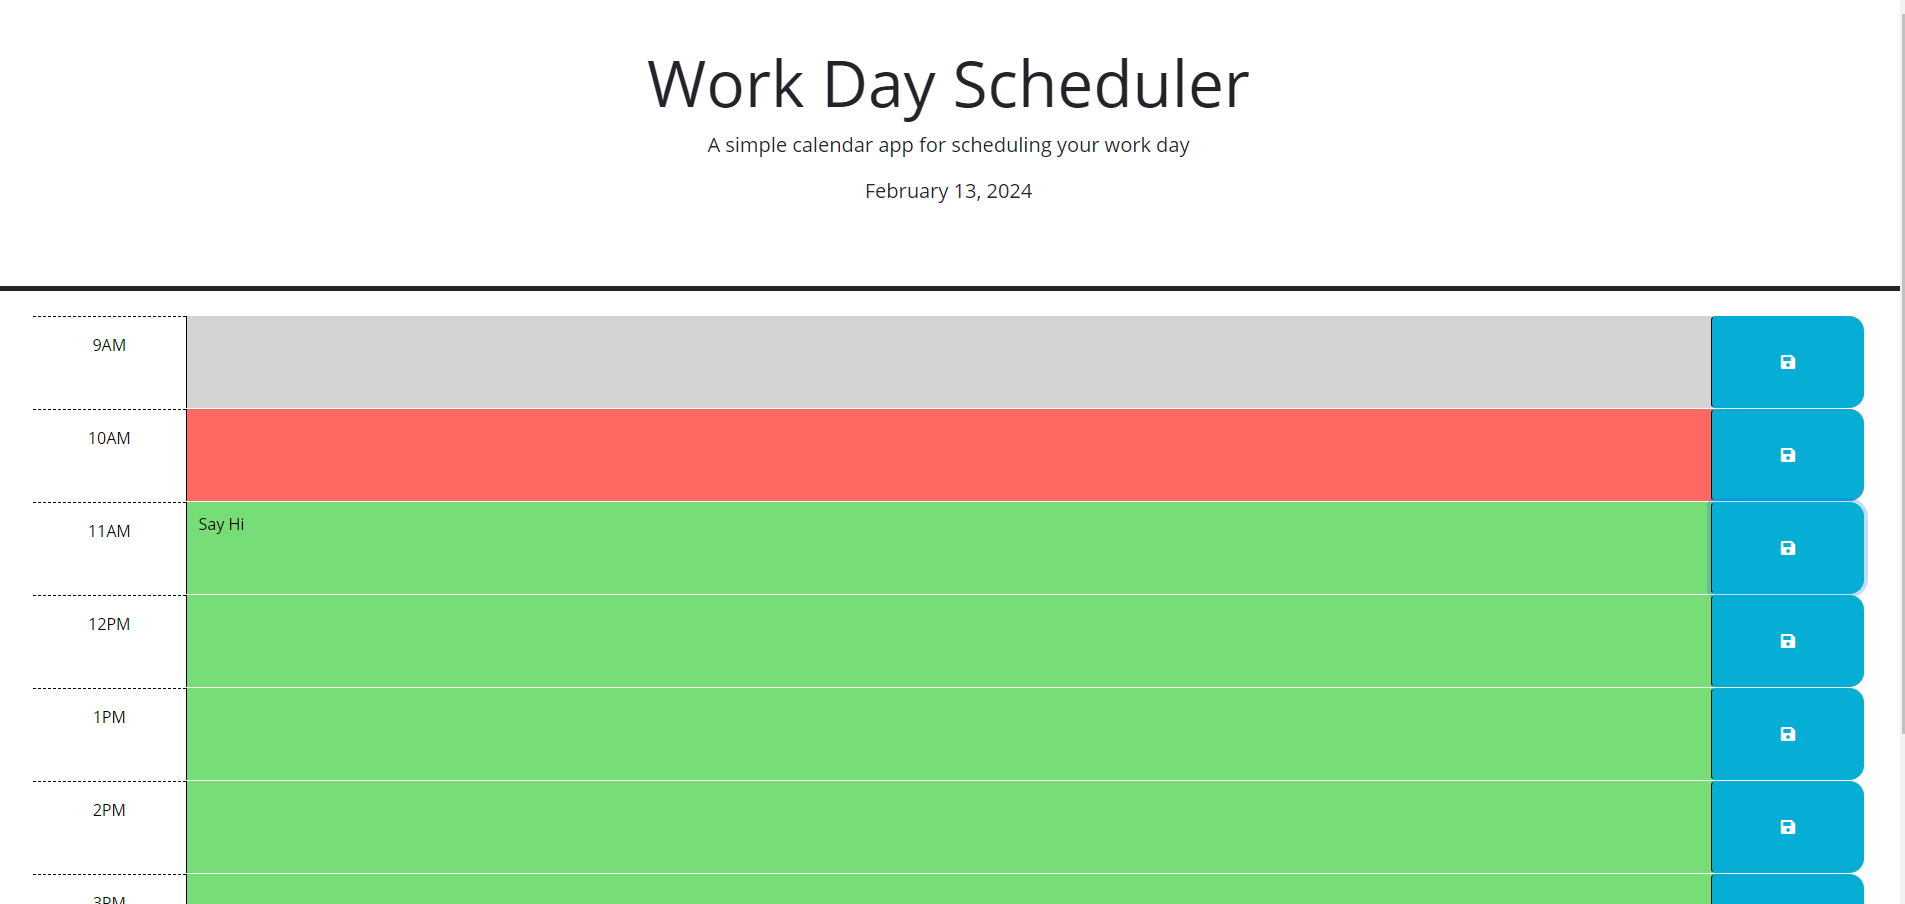 Work Day Scheduler
A simple calendar app for scheduling your work day
February 13, 2024
9AM
10AM
11AM
Say Hi
12PM
1PM
2PM
3PM